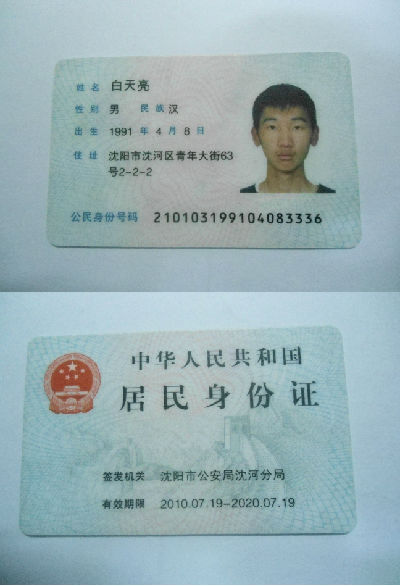 姓名 白天亮
性别 男 民族 汉
出生 1991 年 4 月 8 日
住址 沈阳市沈河区青年大街63
号2-2-2
公民身份号码 210103199104083336
中华人民共和国
居民身份证
签发机关 沈阳市公安局沈河分局
有效期限 2010.07.19-2020.07.19